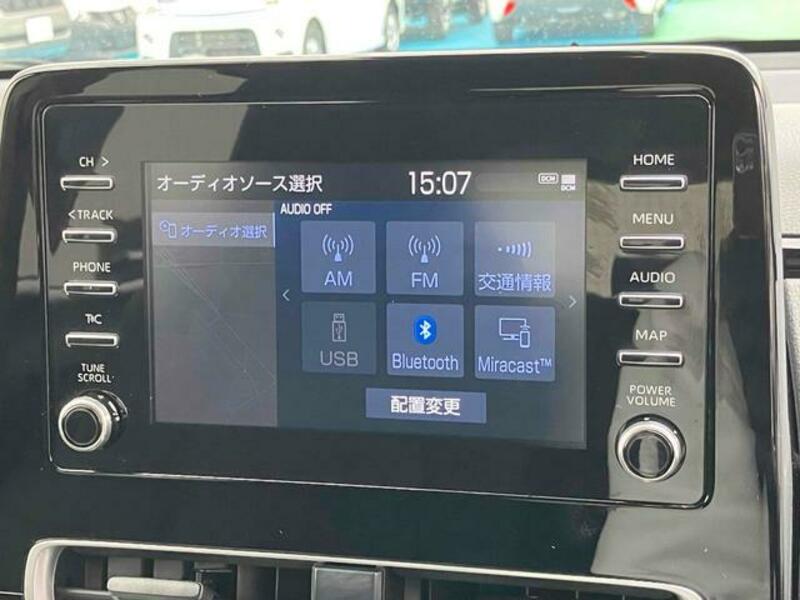 CH >
< TRACK
PHONE
T/C
TUNE
SCROLL
オーディオソース選択
15:07
DCM
DCM
オーディオ選択
AUDIO OFF
AM
FM
交通情報
USB
Bluetooth
Miracast™
配置変更
HOME
MENU
AUDIO
MAP
POWER
VOLUME